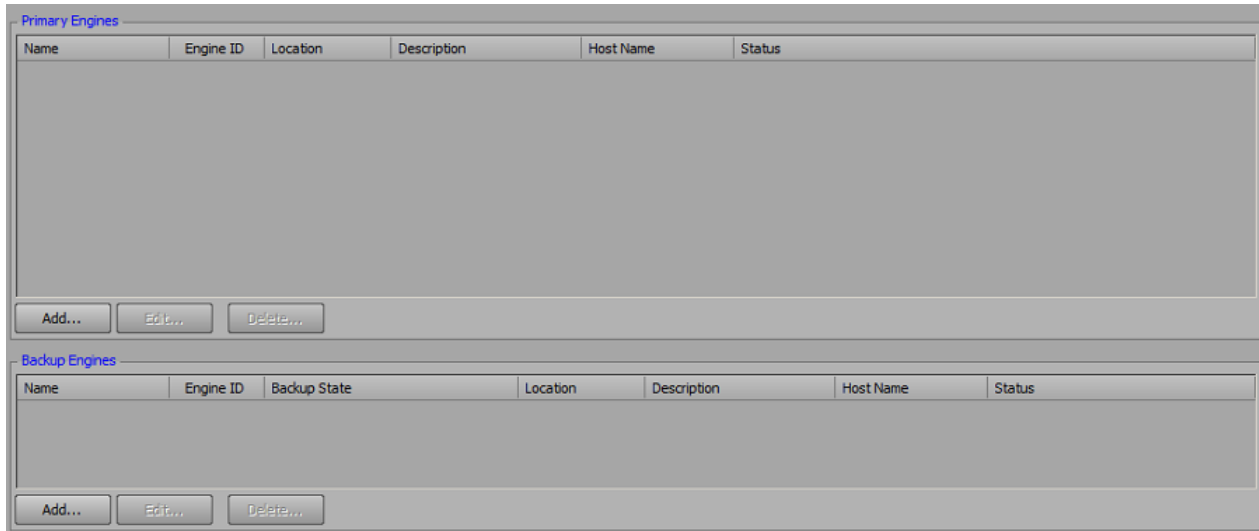 Primary Engines
Name Engine ID Location Description Host Name Status
Add... Edit... Delete...
Backup Engines
Name Engine ID Backup State Location Description Host Name Status
Add... Edit... Delete...